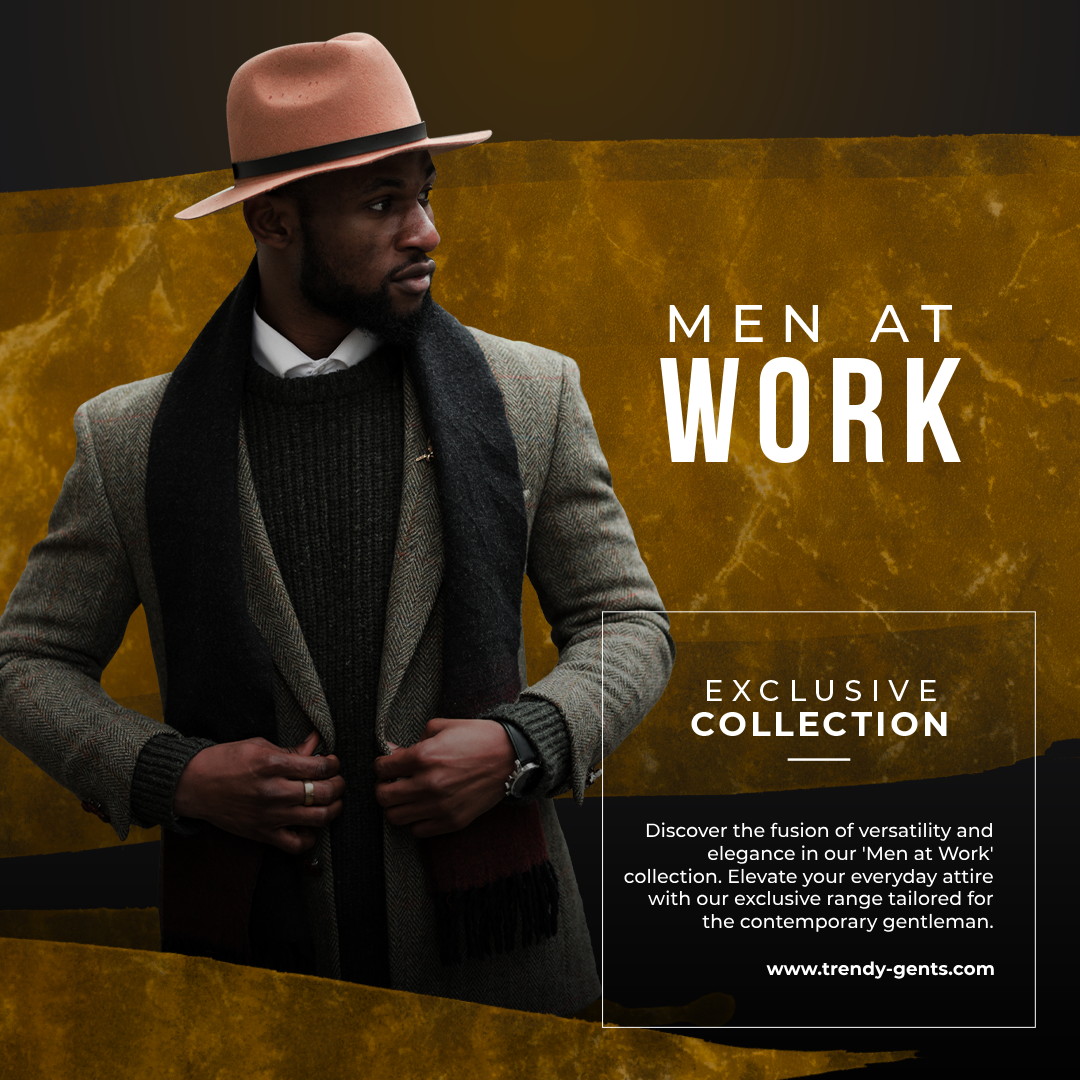 MEN AT
WORK
EXCLUSIVE
COLLECTION
Discover the fusion of versatility and
elegance in our 'Men at Work'
collection. Elevate your everyday attire
with our exclusive range tailored for
the contemporary gentleman.
www.trendy-gents.com